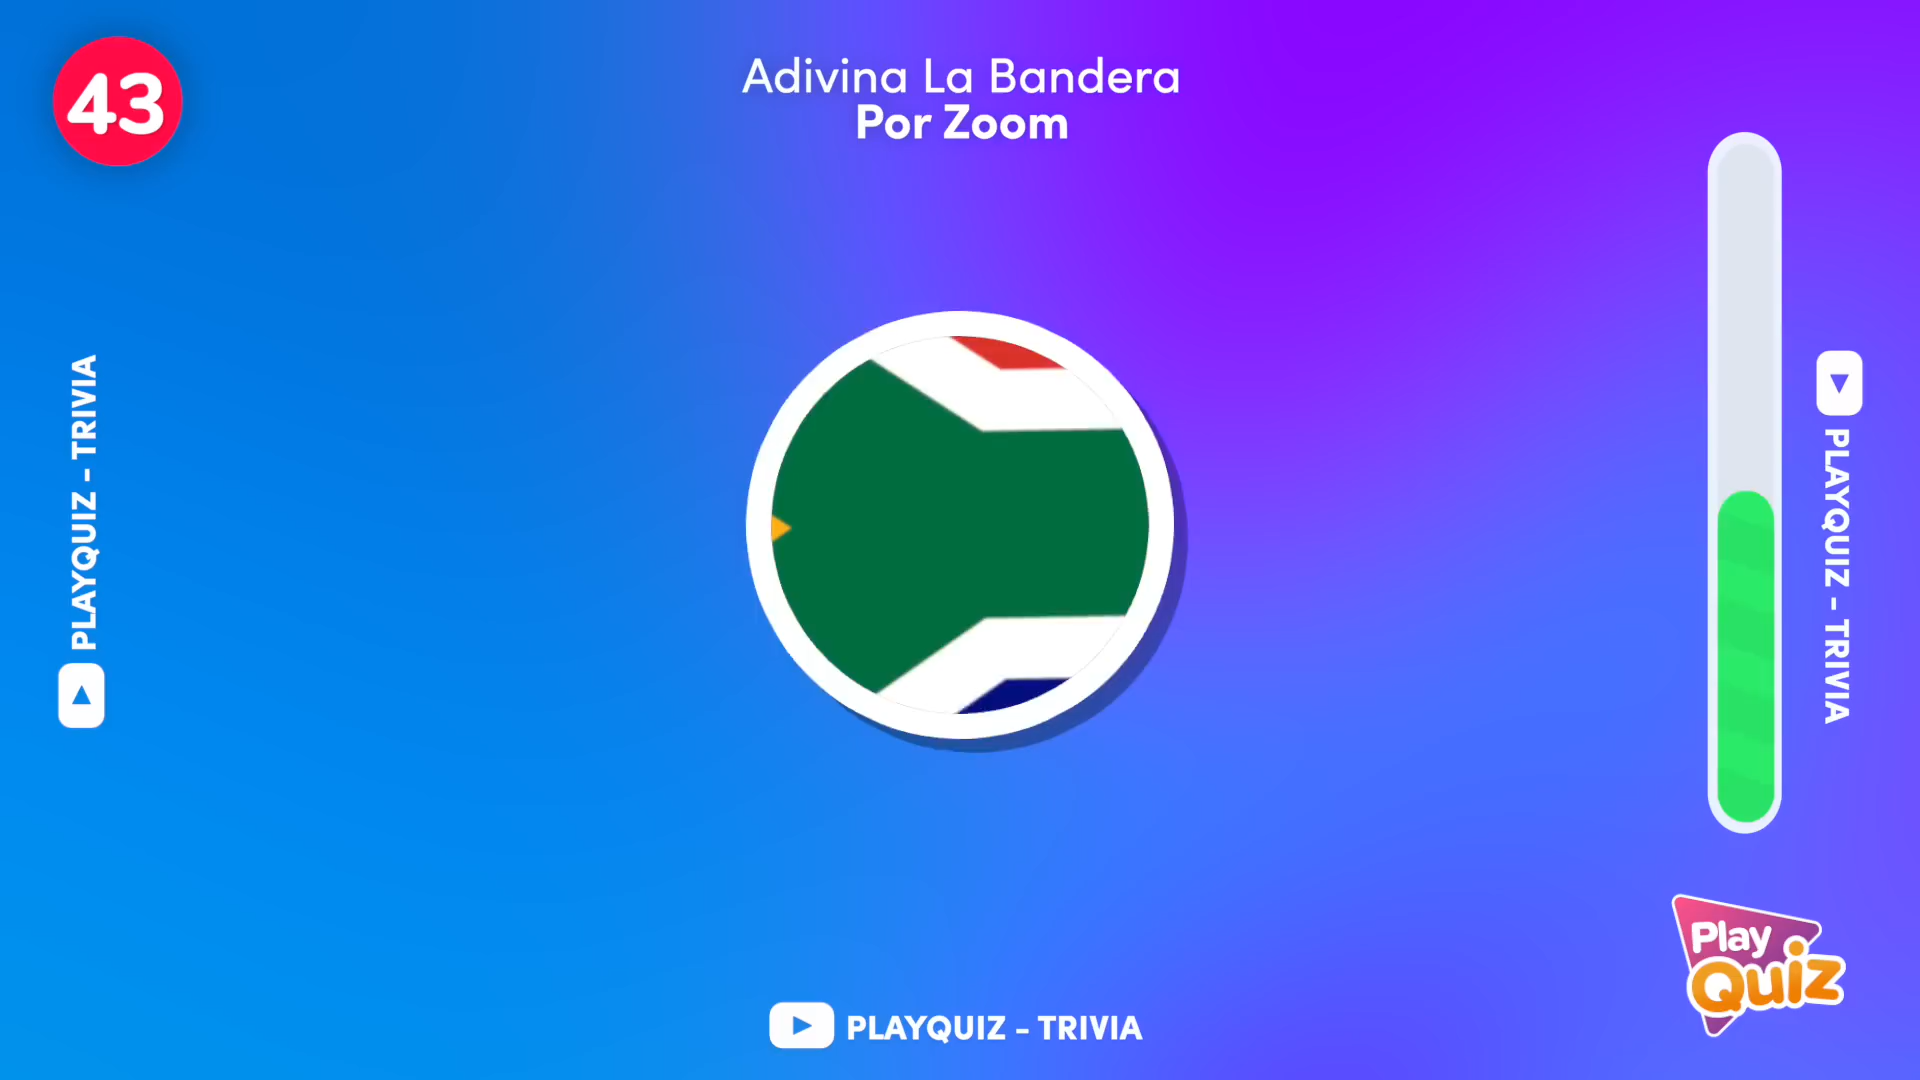 43
Adivina La Bandera
Por Zoom
PLAYQUIZ - TRIVIA
PLAYQUIZ - TRIVIA
Play
Quiz
PLAYQUIZ - TRIVIA